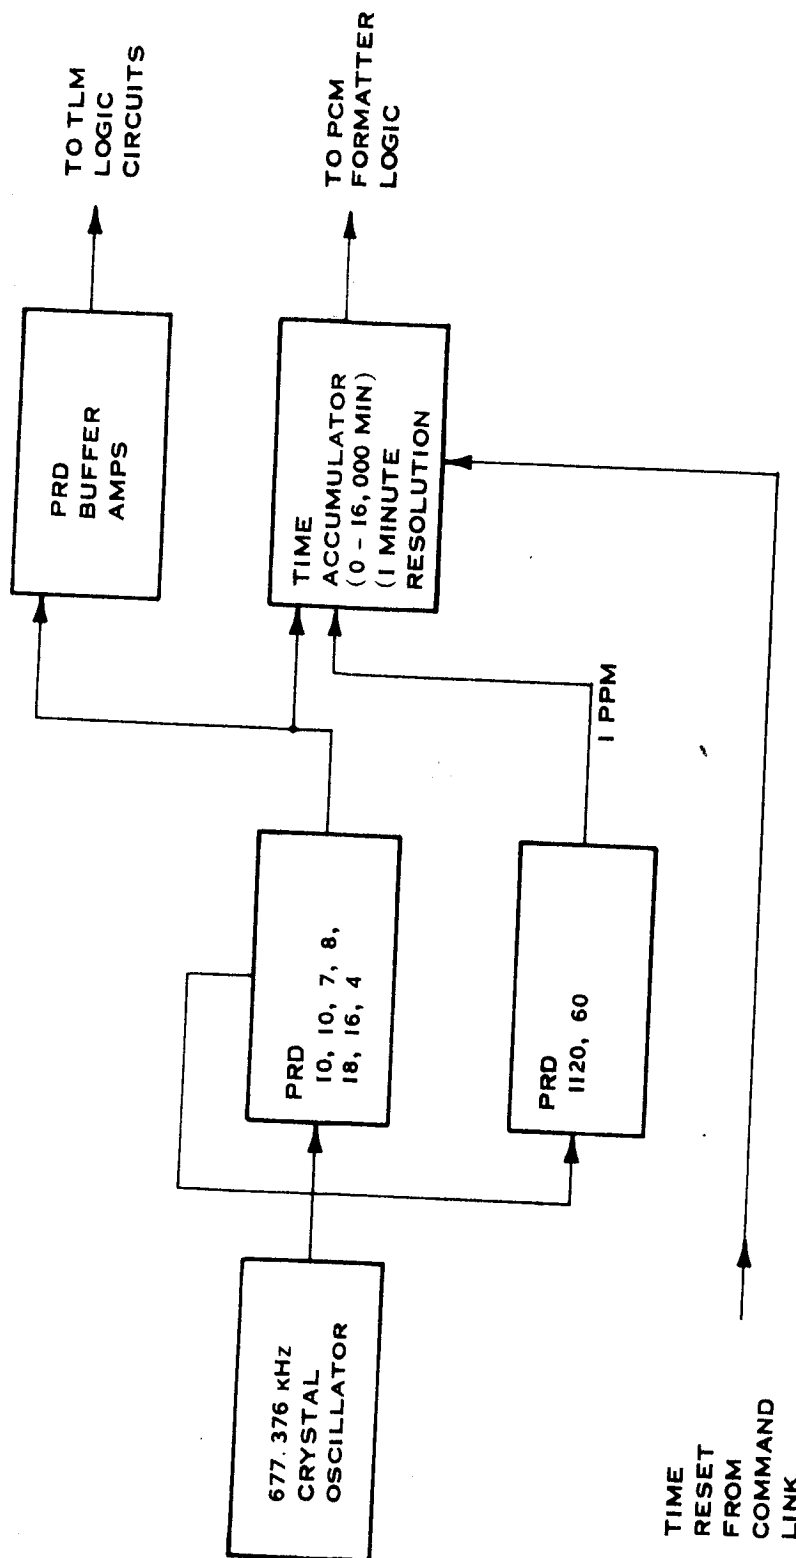 677.376 KHz
CRYSTAL
OSCILLATOR
PRD
10, 10, 7, 8,
18, 16, 4
PRD
BUFFER
AMPS
TO TLM
LOGIC
CIRCUITS
TIME
ACCUMULATOR
(0 - 16,000 MIN)
(1 MINUTE
RESOLUTION
TO PCM
FORMATTER
LOGIC
PRD
1120, 60
1 PPM
TIME
RESET
FROM
COMMAND
LINK